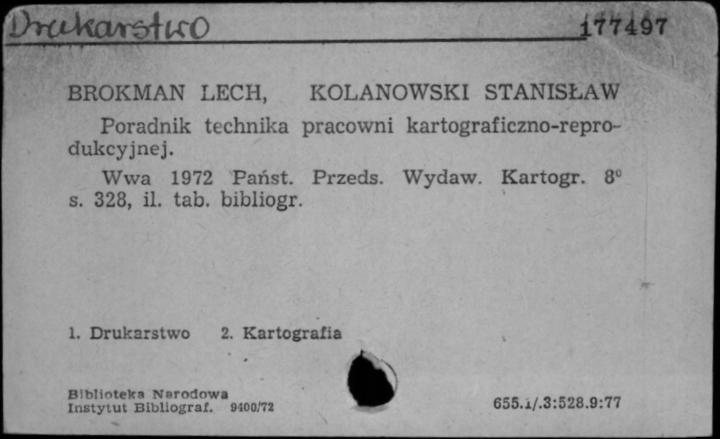 Drukarstwo 177497
BROKMAN LECH, KOLANOWSKI STANISŁAW
Poradnik technika pracowni kartograficzno-repro-
dukcyjnej.
Wwa 1972 Państ. Przeds. Wydaw. Kartogr. 8°
s. 328, il. tab. bibliogr.
1. Drukarstwo 2. Kartografia
Biblioteka Narodowa
Instytut Bibliograf. 9400/72 655.1/.3:528.9:77